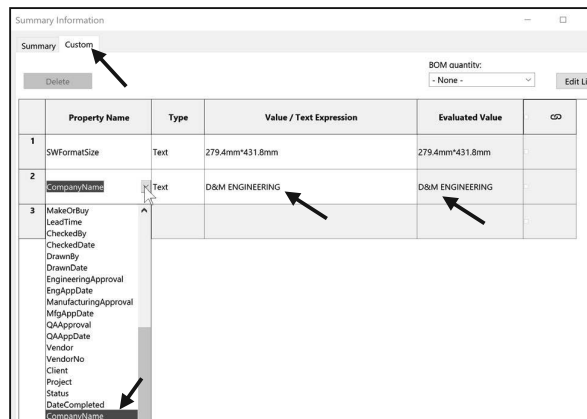 Summary Information
Summary Custom
BOM quantity:
Delete - None -
Property Name Type Value / Text Expression Evaluated Value
1 SWFormatSize Text 279.4mm*431.8mm 279.4mm*431.8mm
2 CompanyName Text D&M ENGINEERING D&M ENGINEERING
3 MakeOrBuy
LeadTime
CheckedBy
CheckedDate
DrawnBy
DrawnDate
EngineeringApproval
EngAppDate
ManufacturingApproval
MfgAppDate
QAApproval
QAAppDate
Vendor
VendorNo
Client
Project
Status
DateCompleted
CompanyName